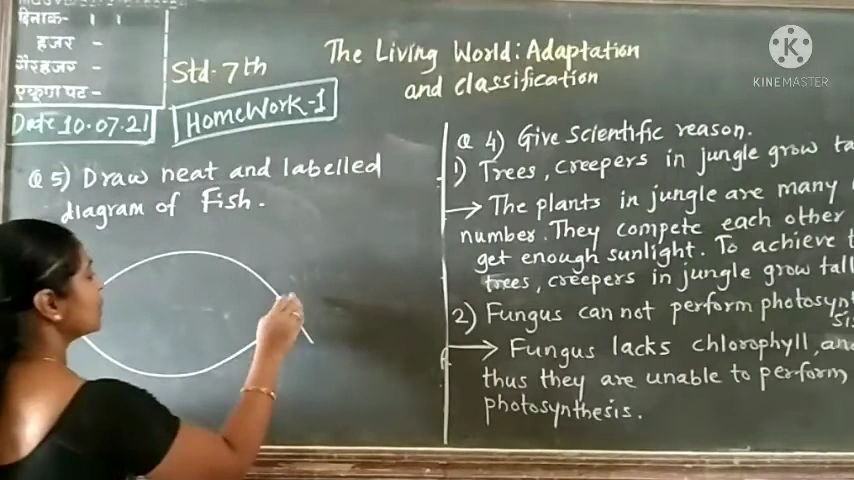 दिनांक-
हजर -
गैरहजर -
एकूण पट -
Date 10.07.21
Std-7th
HomeWork-1
The Living World: Adaptation
and classification
Q 5) Draw neat and labelled
diagram of Fish.
Q 4) Give Scientific reason.
1) Trees, creepers in jungle grow
→ The plants in jungle are many
number. They compete each other
get enough sunlight. To achieve
trees, creepers in jungle grow tall
2) Fungus can not perform photosyn
sis
→ Fungus lacks chlorophyll, and
thus they are unable to perform
photosynthesis.
K
KINEMASTER